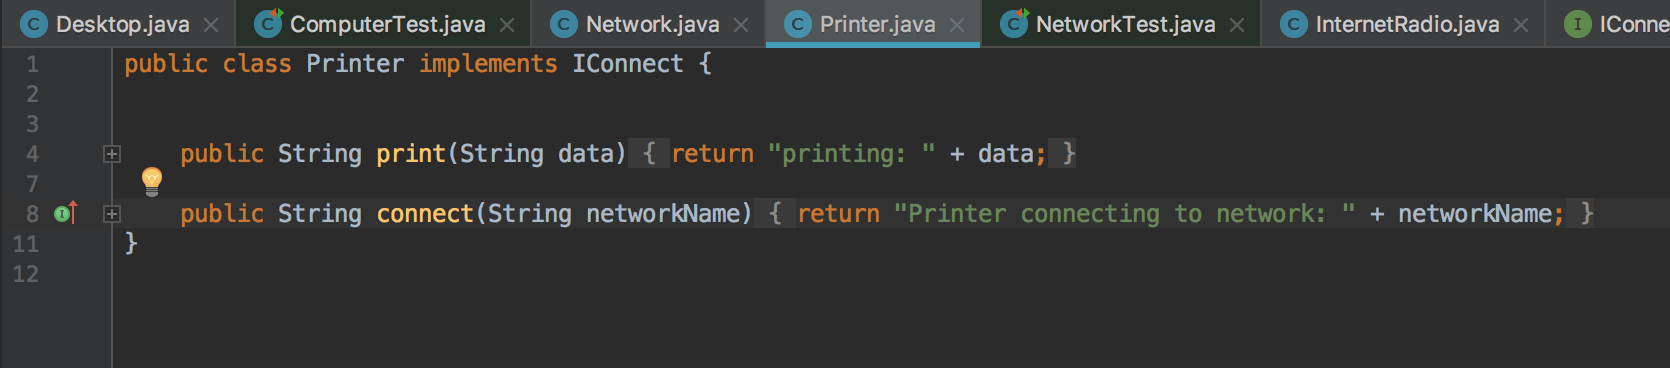 Desktop.java ComputerTest.java Network.java Printer.java NetworkTest.java InternetRadio.java IConne
1 public class Printer implements IConnect {
2
3
4 public String print(String data) { return "printing: " + data; }
7
8 public String connect(String networkName) { return "Printer connecting to network: " + networkName; }
11 }
12